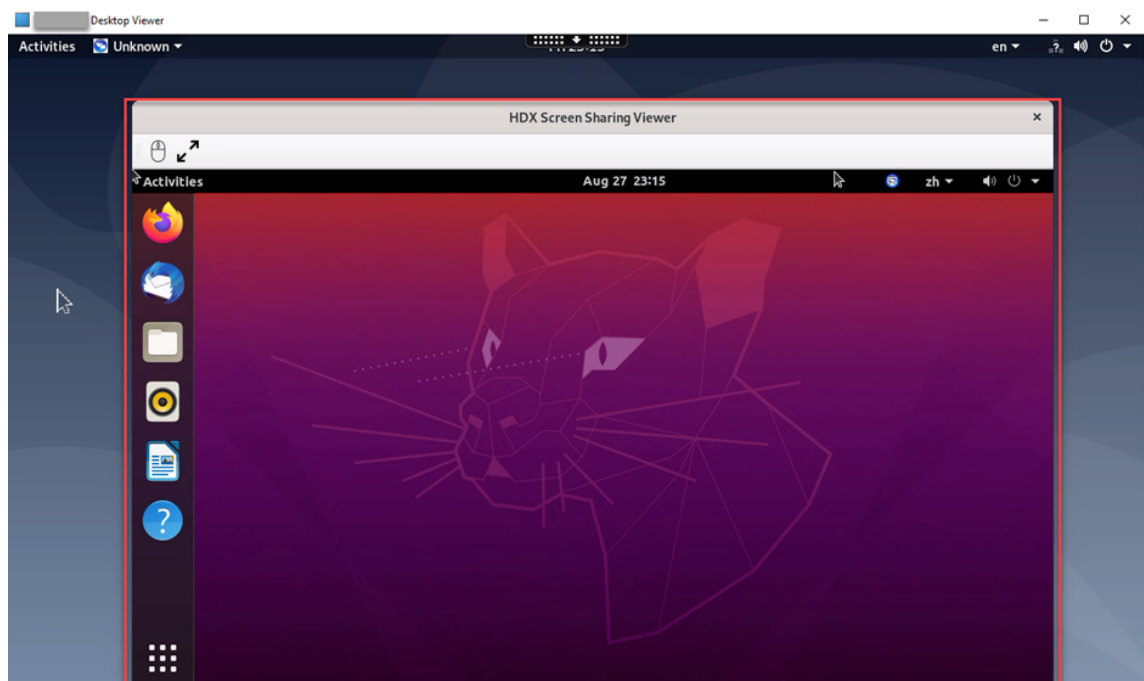 Desktop Viewer
Activities Unknown en
HDX Screen Sharing Viewer
Activities Aug 27 23:15 zh